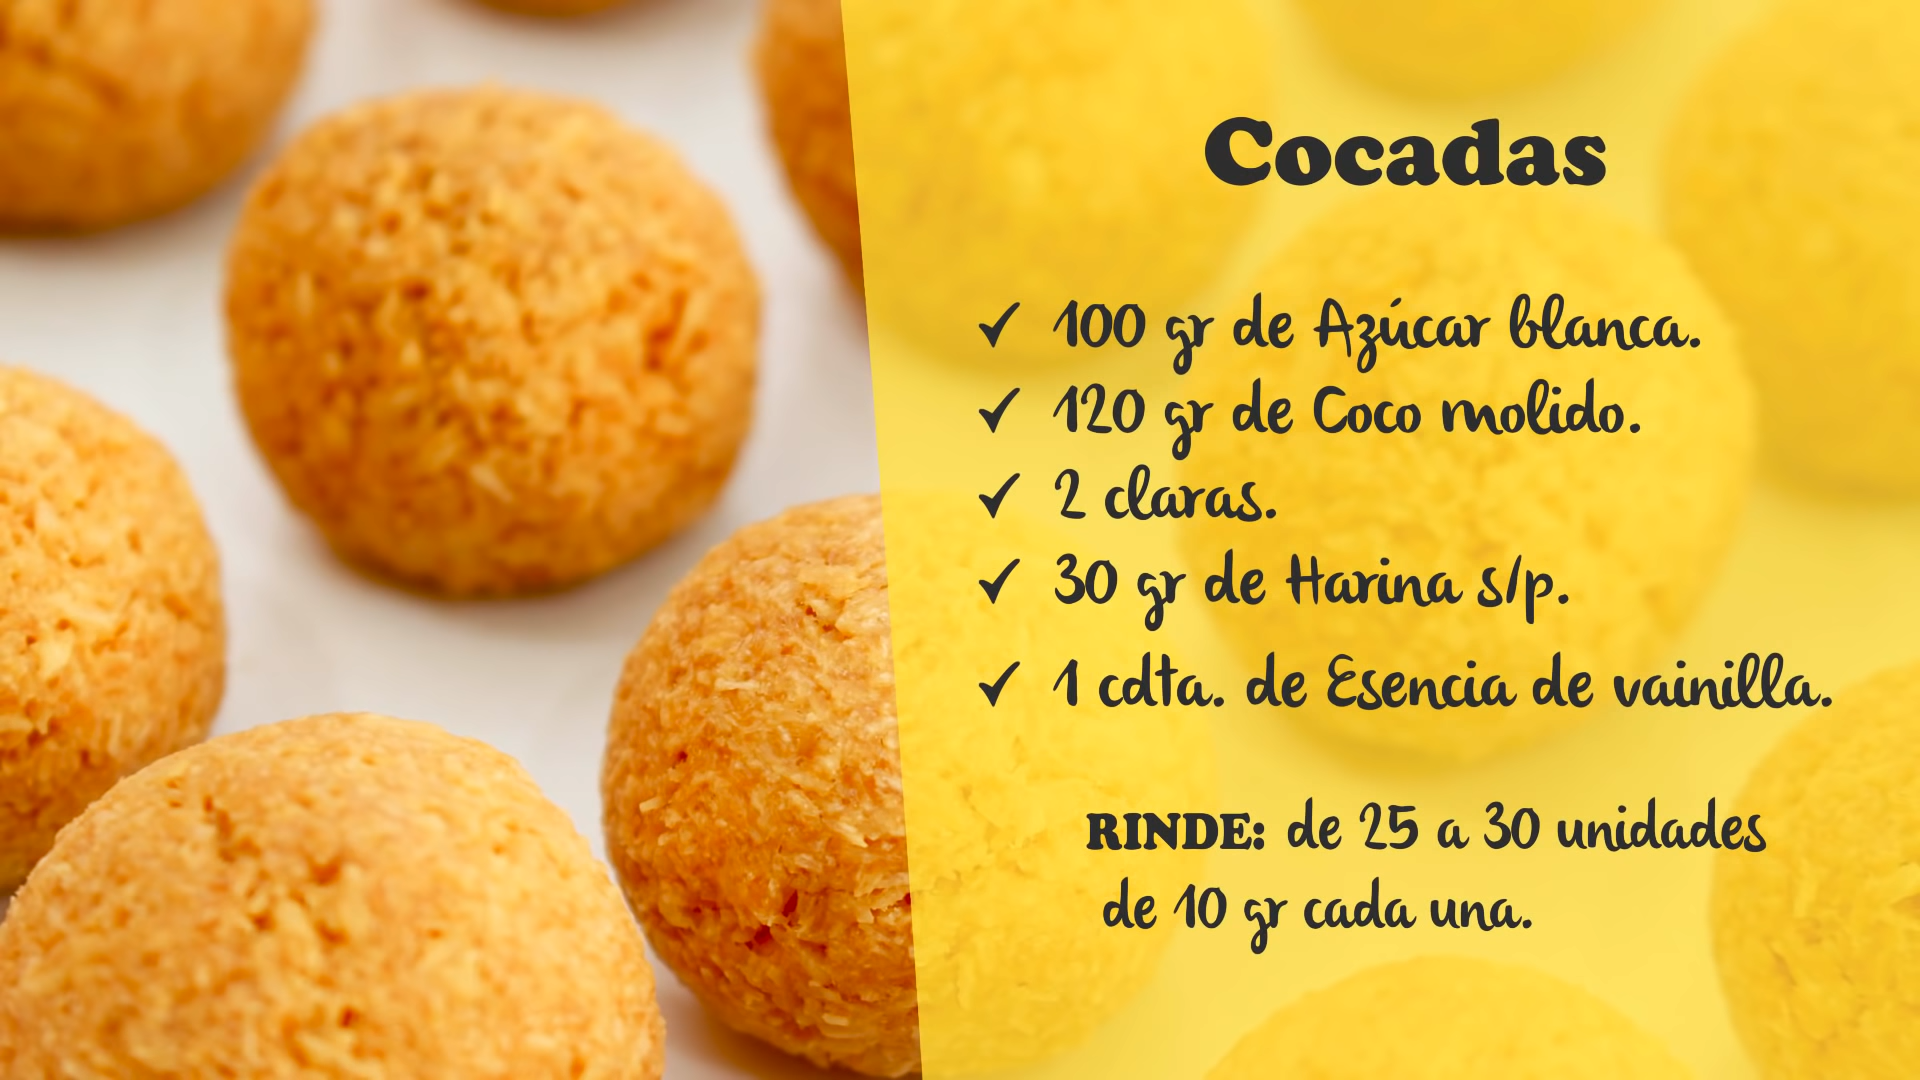 Cocadas
✓ 100 gr de Azúcar blanca.
✓ 120 gr de Coco molido.
✓ 2 claras.
✓ 30 gr de Harina s/p.
✓ 1 cdta. de Esencia de vainilla.
RINDE: de 25 a 30 unidades
de 10 gr cada una.